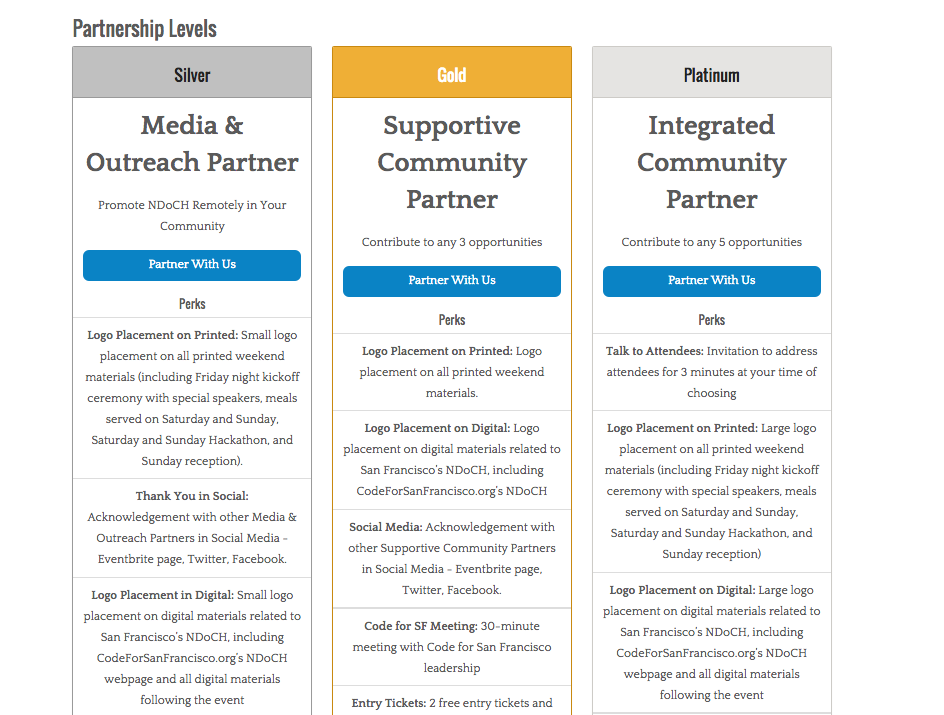 Partnership Levels
Silver
Media &
Outreach Partner
Promote NDoCH Remotely in Your
Community
Partner With Us
Perks
Logo Placement on Printed: Small logo
placement on all printed weekend
materials (including Friday night kickoff
ceremony with special speakers, meals
served on Saturday and Sunday,
Saturday and Sunday Hackathon, and
Sunday reception).
Thank You in Social:
Acknowledgement with other Media &
Outreach Partners in Social Media -
Eventbrite page, Twitter, Facebook.
Logo Placement in Digital: Small logo
placement on digital materials related to
San Francisco's NDoCH, including
CodeForSanFrancisco.org's NDoCH
webpage and all digital materials
following the event
Gold
Supportive
Community
Partner
Contribute to any 3 opportunities
Partner With Us
Perks
Logo Placement on Printed: Logo
placement on all printed weekend
materials.
Logo Placement on Digital: Logo
placement on digital materials related to
San Francisco's NDoCH, including
CodeForSanFrancisco.org's NDoCH
Social Media: Acknowledgement with
other Supportive Community Partners
in Social Media - Eventbrite page,
Twitter, Facebook.
Code for SF Meeting: 30-minute
meeting with Code for San Francisco
leadership
Entry Tickets: 2 free entry tickets and
Platinum
Integrated
Community
Partner
Contribute to any 5 opportunities
Partner With Us
Perks
Talk to Attendees: Invitation to address
attendees for 3 minutes at your time of
choosing
Logo Placement on Printed: Large logo
placement on all printed weekend
materials (including Friday night kickoff
ceremony with special speakers, meals
served on Saturday and Sunday,
Saturday and Sunday Hackathon, and
Sunday reception)
Logo Placement on Digital: Large logo
placement on digital materials related to
San Francisco's NDoCH, including
CodeForSanFrancisco.org's NDoCH
webpage and all digital materials
following the event